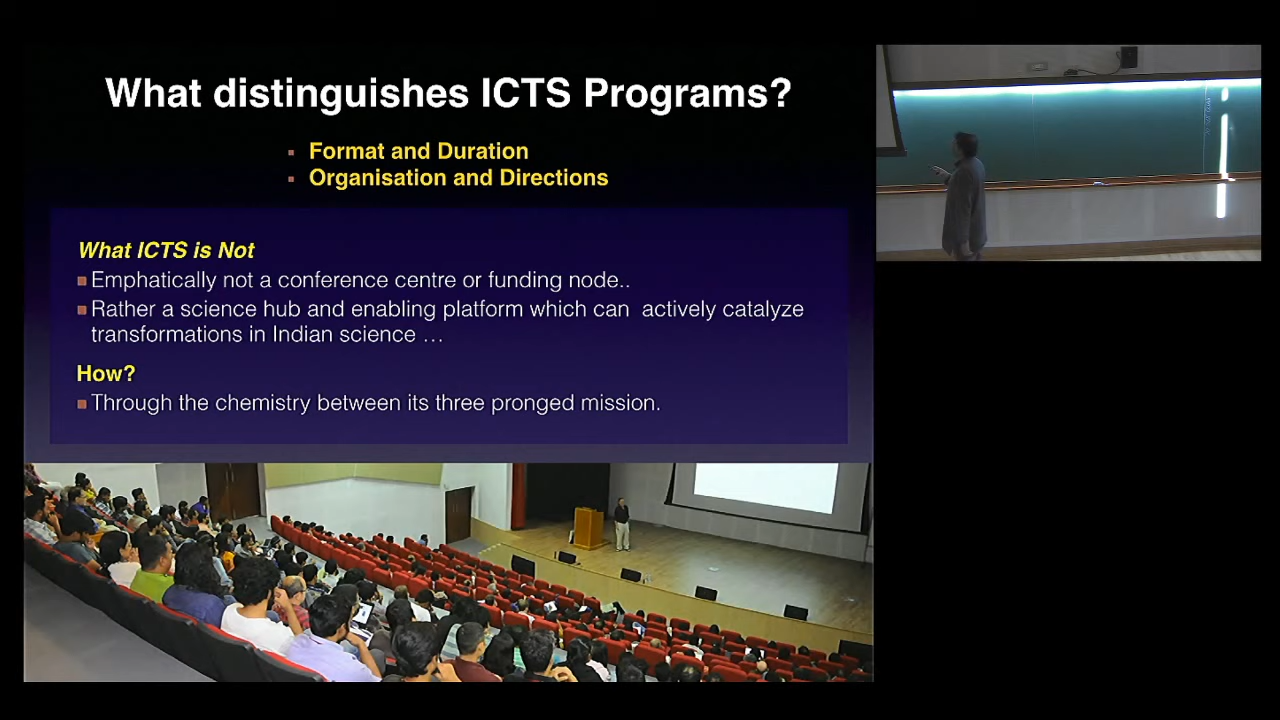 What distinguishes ICTS Programs?
Format and Duration
Organisation and Directions
What ICTS is Not
Emphatically not a conference centre or funding node..
Rather a science hub and enabling platform which can actively catalyze
transformations in Indian science …
How?
Through the chemistry between its three pronged mission.